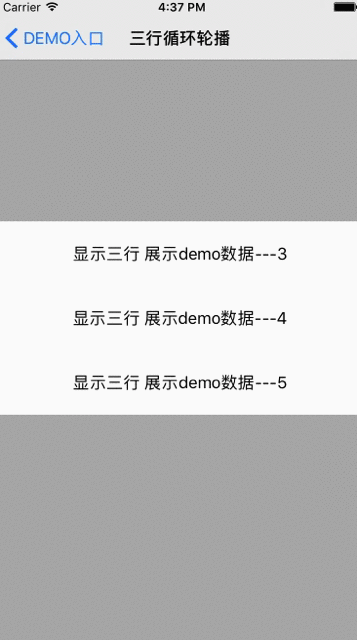 Carrier 4:37 PM
DEMO入口 三行循环轮播
显示三行 展示demo数据---3
显示三行 展示demo数据---4
显示三行 展示demo数据---5